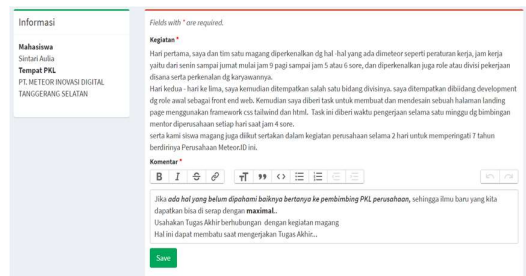 Informasi
Mahasiswa
Sintari Aulia
Tempat PKL
PT. METEOR INOVASI DIGITAL
TANGGERANG SELATAN
Fields with * are required.
Kegiatan *
Hari pertama, saya dan tim satu magang diperkenalkan dg hal -hal yang ada dimeteor seperti peraturan kerja, jam kerja
yaitu dari senin sampai jumat mulai jam 9 pagi sampai jam 5 atau 6 sore, dan diperkenalkan juga role atau divisi pekerjaan
disana serta perkenalan dg karyawannya.
Hari kedua - hari ke lima, saya kemudian ditempatkan salah satu bidang divisinya. saya ditempatkan dibidang development
dg role awal sebagai front end web. Kemudian saya diberi task untuk membuat dan mendesain sebuah halaman landing
page menggunakan framework css tailwind dan html. Task ini diberi waktu pengerjaan selama satu minggu dg bimbingan
mentor diperusahaan setiap hari saat jam 4 sore.
serta kami siswa magang juga diikut sertakan dalam kegiatan perusahaan selama 2 hari untuk memperingati 7 tahun
berdirinya Perusahaan Meteor.ID ini.
Komentar *
Jika ada hal yang belum dipahami baiknya bertanya ke pembimbing PKL perusahaan, sehingga ilmu baru yang kita
dapatkan bisa di serap dengan maximal..
Usahakan Tugas Akhir berhubungan dengan kegiatan magang
Hal ini dapat membatu saat mengerjakan Tugas Akhir...
Save